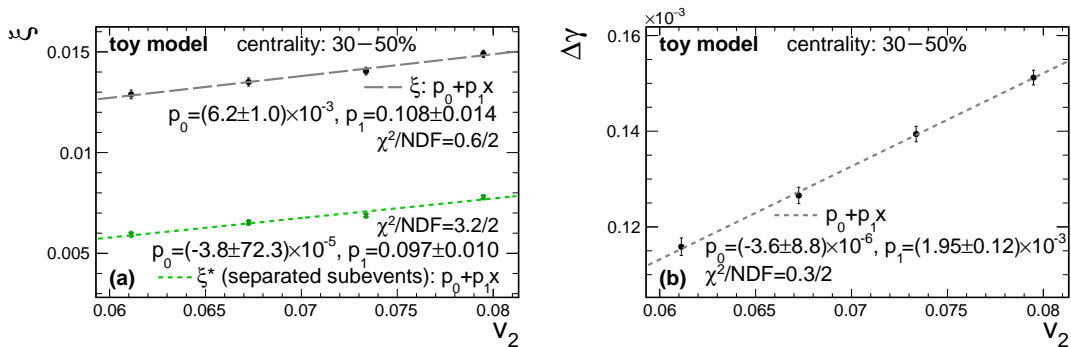 ξ
toy model centrality: 30−50%
0.015
0.01
0.005
ξ: p₀+p₁x
p₀=(6.2±1.0)×10⁻³, p₁=0.108±0.014
χ²/NDF=0.6/2
χ²/NDF=3.2/2
p₀=(-3.8±72.3)×10⁻⁵, p₁=0.097±0.010
(a) ξ* (separated subevents): p₀+p₁x
0.06 0.065 0.07 0.075 0.08
v₂
×10⁻³
Δγ
toy model centrality: 30−50%
0.16
0.14
0.12
p₀+p₁x
p₀=(-3.6±8.8)×10⁻⁶, p₁=(1.95±0.12)×10⁻³
(b) χ²/NDF=0.3/2
0.06 0.065 0.07 0.075 0.08
v₂